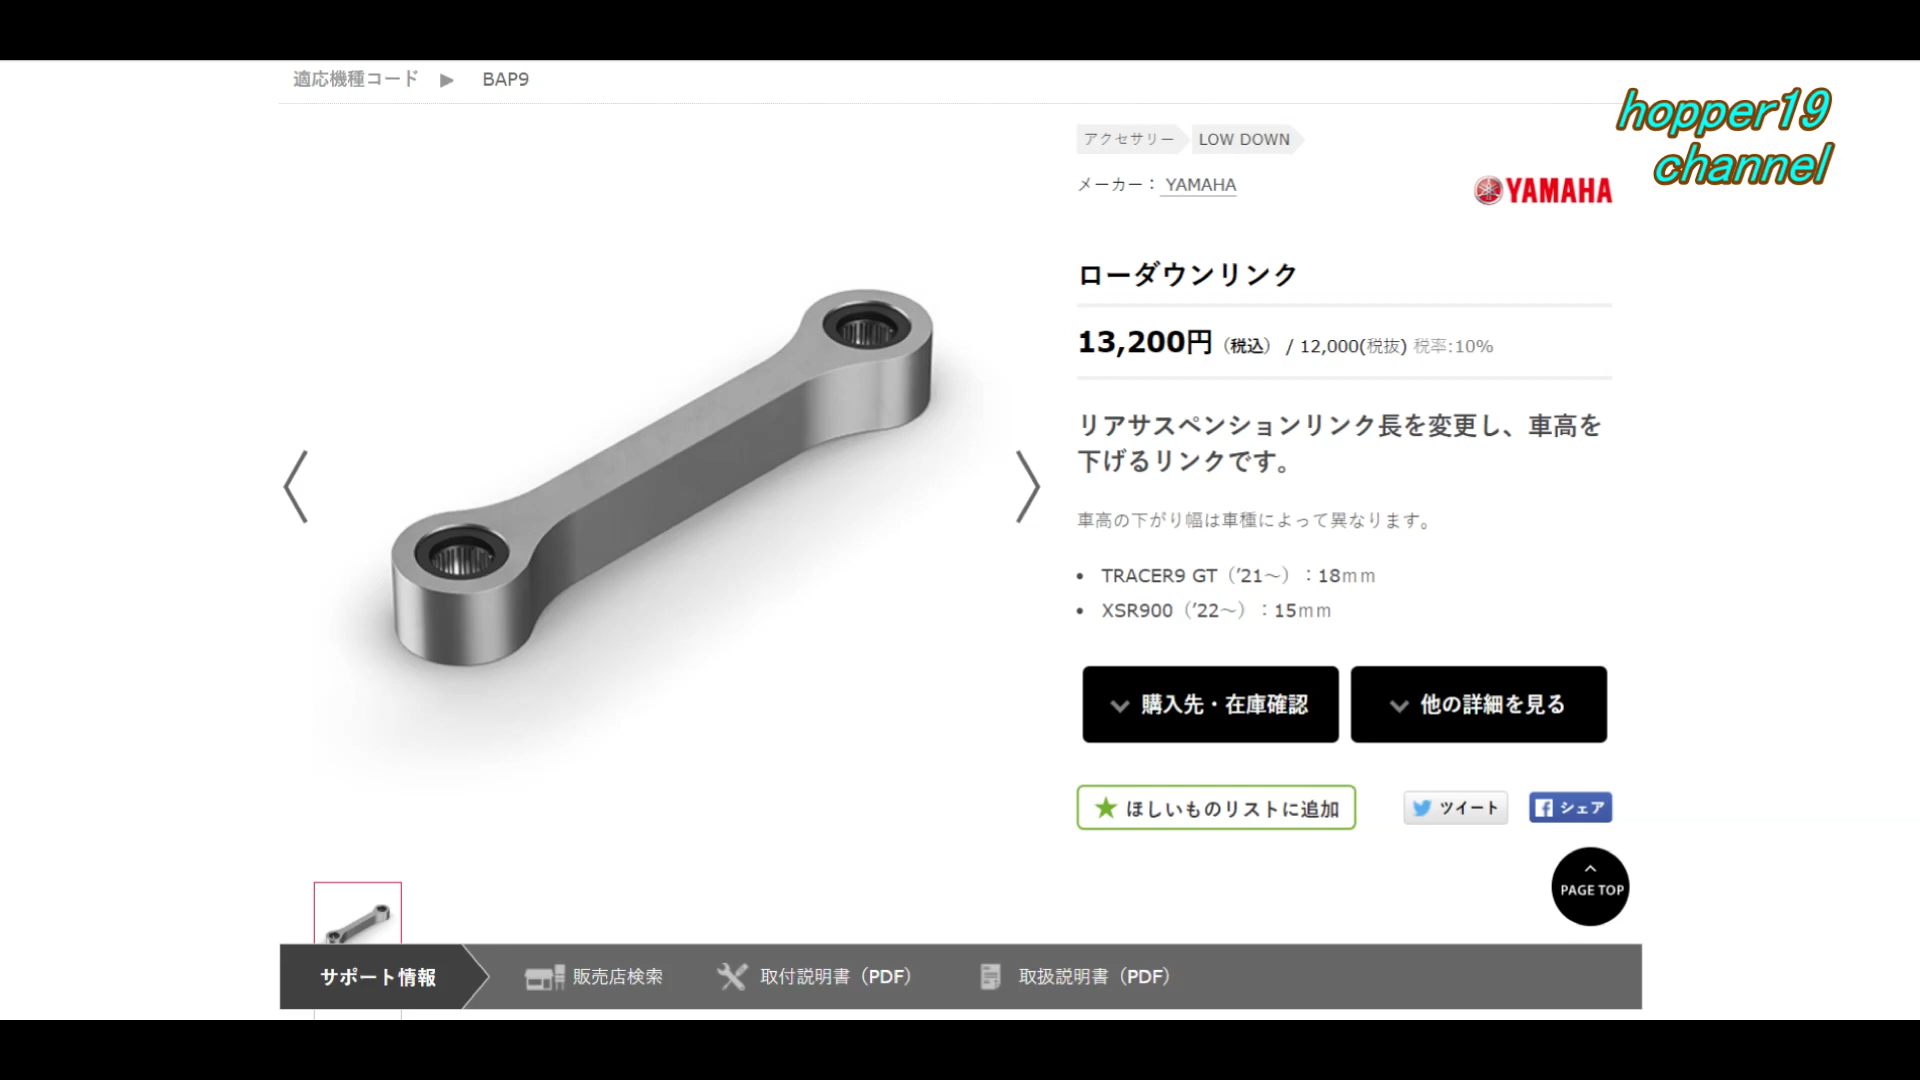 適応機種コード ▶ BAP9
hopper19
channel
アクセサリー LOW DOWN
メーカー： YAMAHA
YAMAHA
ローダウンリンク
13,200円（税込） / 12,000(税抜) 税率:10%
リアサスペンションリンク長を変更し、車高を
下げるリンクです。
車高の下がり幅は車種によって異なります。
• TRACER9 GT（’21～）：18ｍｍ
• XSR900（’22～）：15ｍｍ
購入先・在庫確認
他の詳細を見る
★ ほしいものリストに追加
ツイート
シェア
PAGE TOP
サポート情報
販売店検索
取付説明書（PDF）
取扱説明書（PDF）